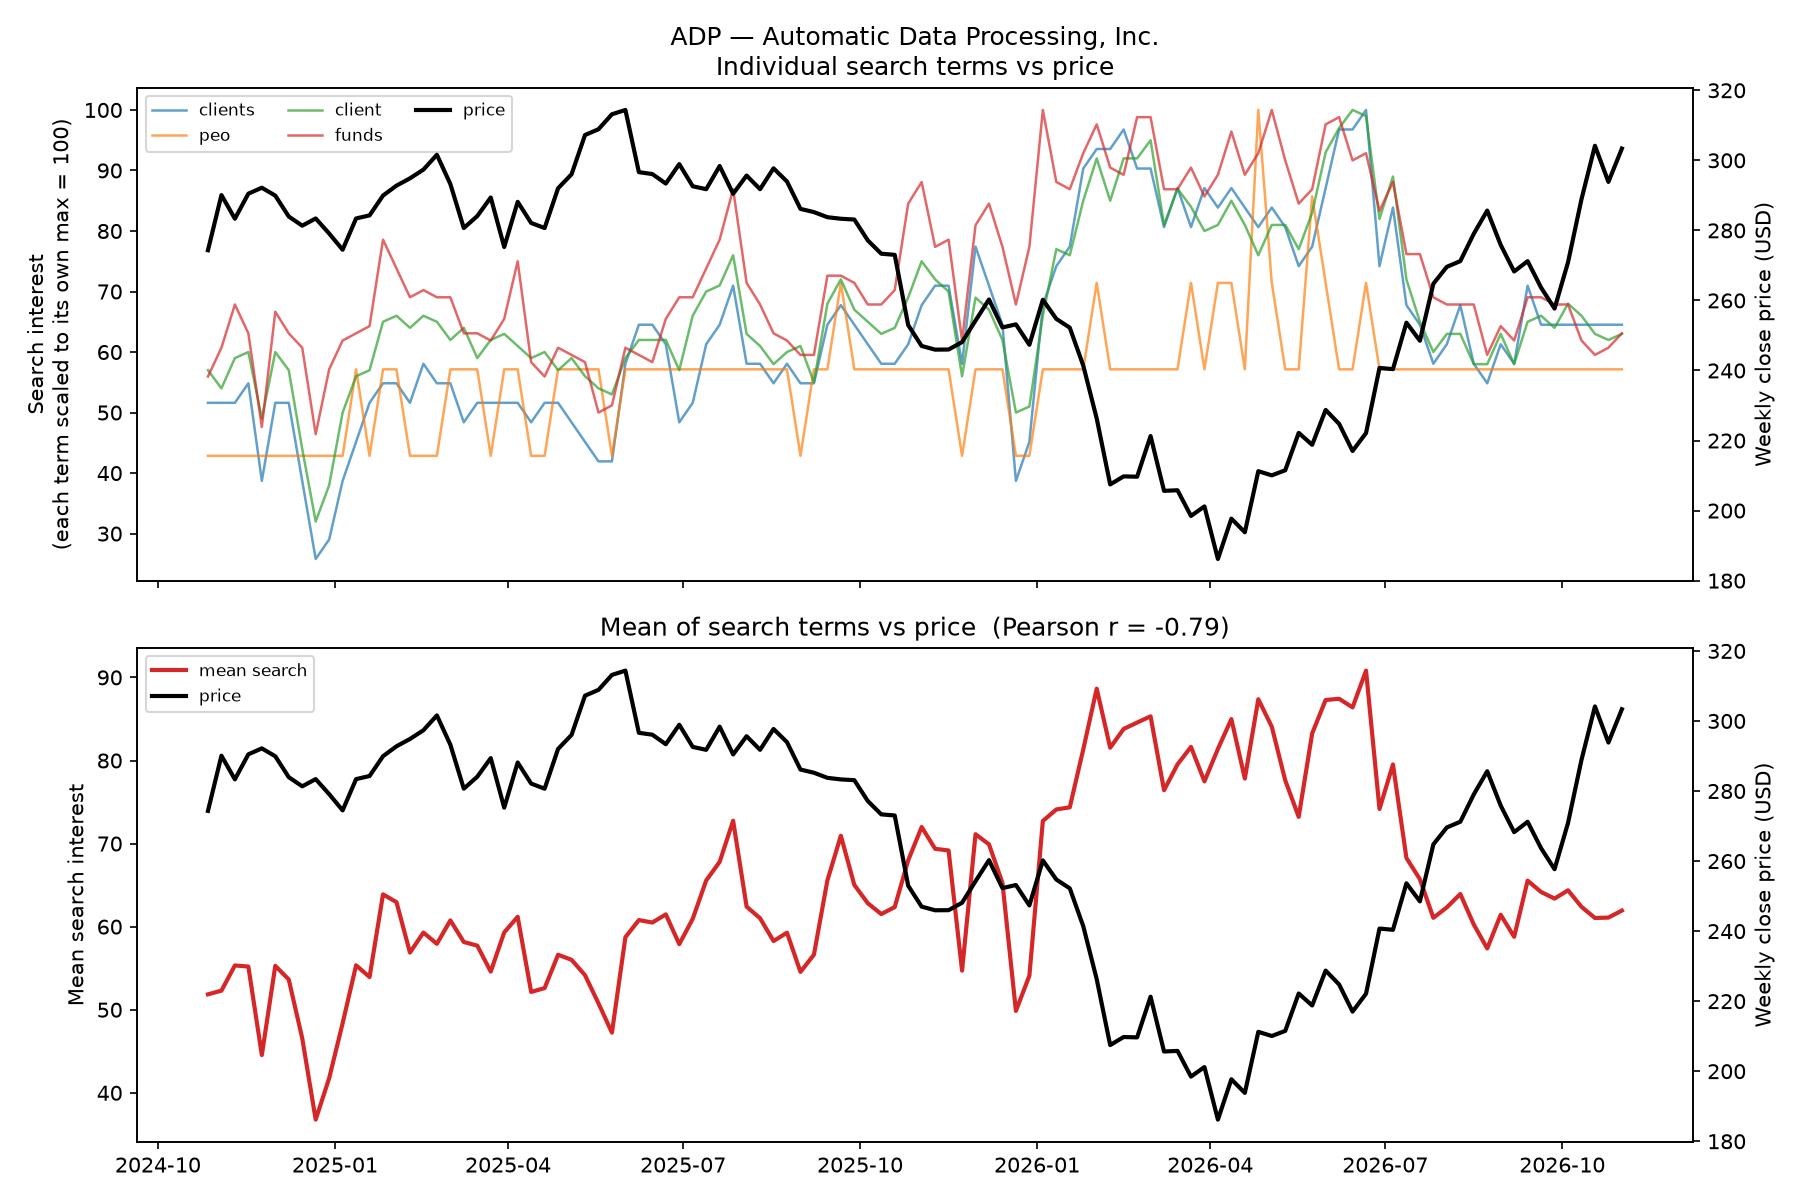 ADP — Automatic Data Processing, Inc.
Individual search terms vs price
clients
client
price
peo
funds
100
90
80
70
60
50
40
30
Search interest
(each term scaled to its own max = 100)
320
300
280
260
240
220
200
180
Weekly close price (USD)
Mean of search terms vs price (Pearson r = -0.79)
mean search
price
90
80
70
60
50
40
Mean search interest
320
300
280
260
240
220
200
180
Weekly close price (USD)
2024-10
2025-01
2025-04
2025-07
2025-10
2026-01
2026-04
2026-07
2026-10